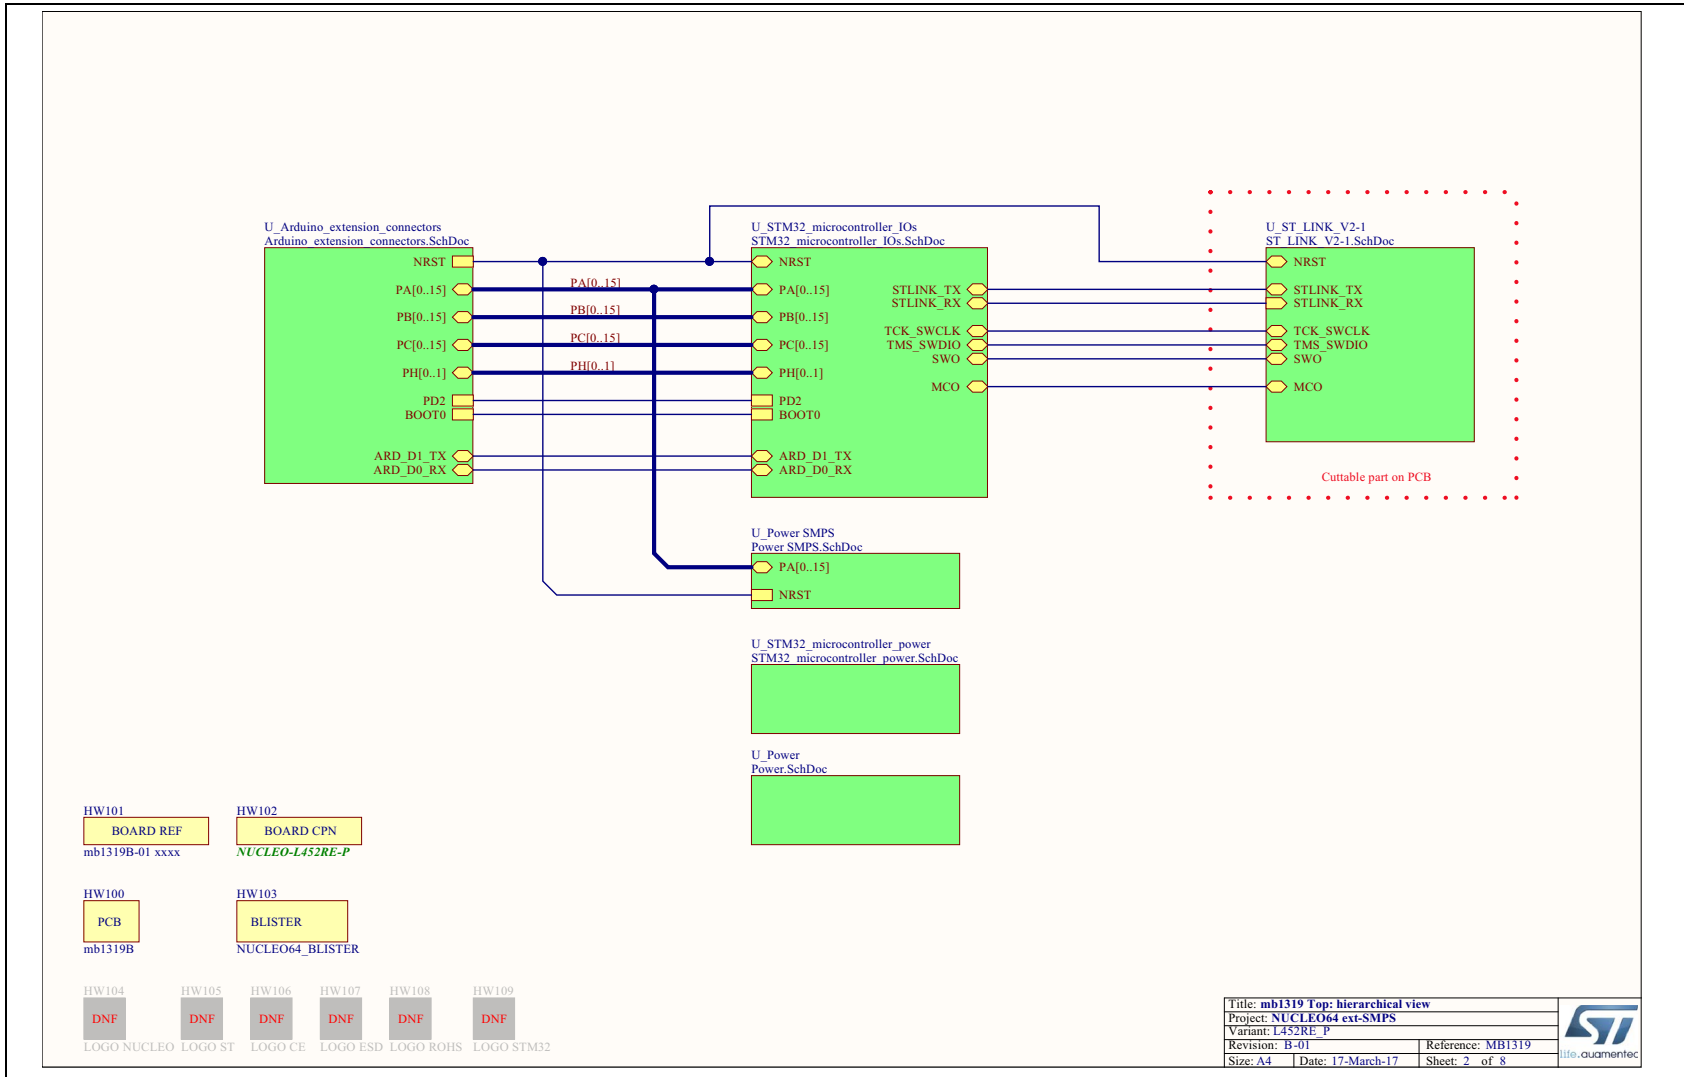 U_Arduino_extension_connectors
Arduino_extension_connectors.SchDoc
NRST
PA[0..15]
PB[0..15]
PC[0..15]
PH[0..1]
PD2
BOOT0
ARD_D1_TX
ARD_D0_RX
PA[0..15]
PB[0..15]
PC[0..15]
PH[0..1]
U_STM32_microcontroller_IOs
STM32_microcontroller_IOs.SchDoc
NRST
PA[0..15]
PB[0..15]
PC[0..15]
PH[0..1]
PD2
BOOT0
ARD_D1_TX
ARD_D0_RX
STLINK_TX
STLINK_RX
TCK_SWCLK
TMS_SWDIO
SWO
MCO
U_ST_LINK_V2-1
ST_LINK_V2-1.SchDoc
NRST
STLINK_TX
STLINK_RX
TCK_SWCLK
TMS_SWDIO
SWO
MCO
Cuttable part on PCB
U_Power SMPS
Power SMPS.SchDoc
PA[0..15]
NRST
U_STM32_microcontroller_power
STM32_microcontroller_power.SchDoc
U_Power
Power.SchDoc
HW101
BOARD REF
mb1319B-01 xxxx
HW102
BOARD CPN
NUCLEO-L452RE-P
HW100
PCB
mb1319B
HW103
BLISTER
NUCLEO64_BLISTER
HW104
DNF
LOGO NUCLEO
HW105
DNF
LOGO ST
HW106
DNF
LOGO CE
HW107
DNF
LOGO ESD
HW108
DNF
LOGO ROHS
HW109
DNF
LOGO STM32
Title: mb1319 Top: hierarchical view
Project: NUCLEO64 ext-SMPS
Variant: L452RE_P
Revision: B-01 Reference: MB1319
Size: A4 Date: 17-March-17 Sheet: 2 of 8
ST
life.augmented